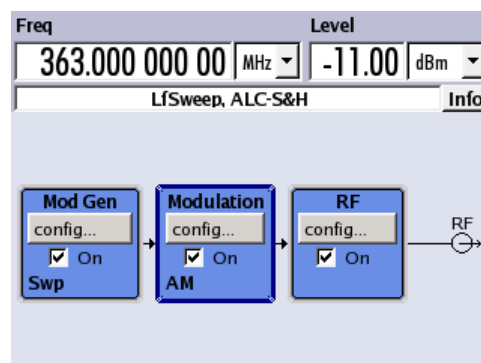 Freq Level
363.000 000 00 MHz -11.00 dBm
LfSweep, ALC-S&H Info
Mod Gen Modulation RF
config... config... config... RF
On On On
Swp AM